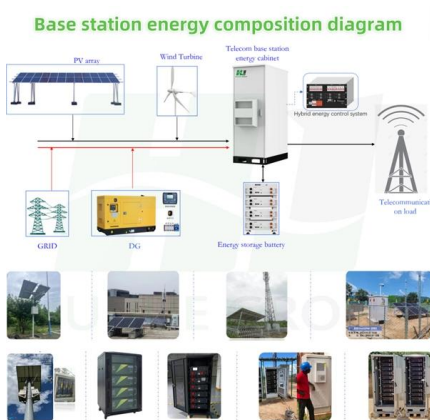 Base station energy composition diagram
PV array
Wind Turbine
Telecom base station
energy cabinet
Hybrid energy control system
Telecommunicati
on load
GRID
DG
Energy storage battery